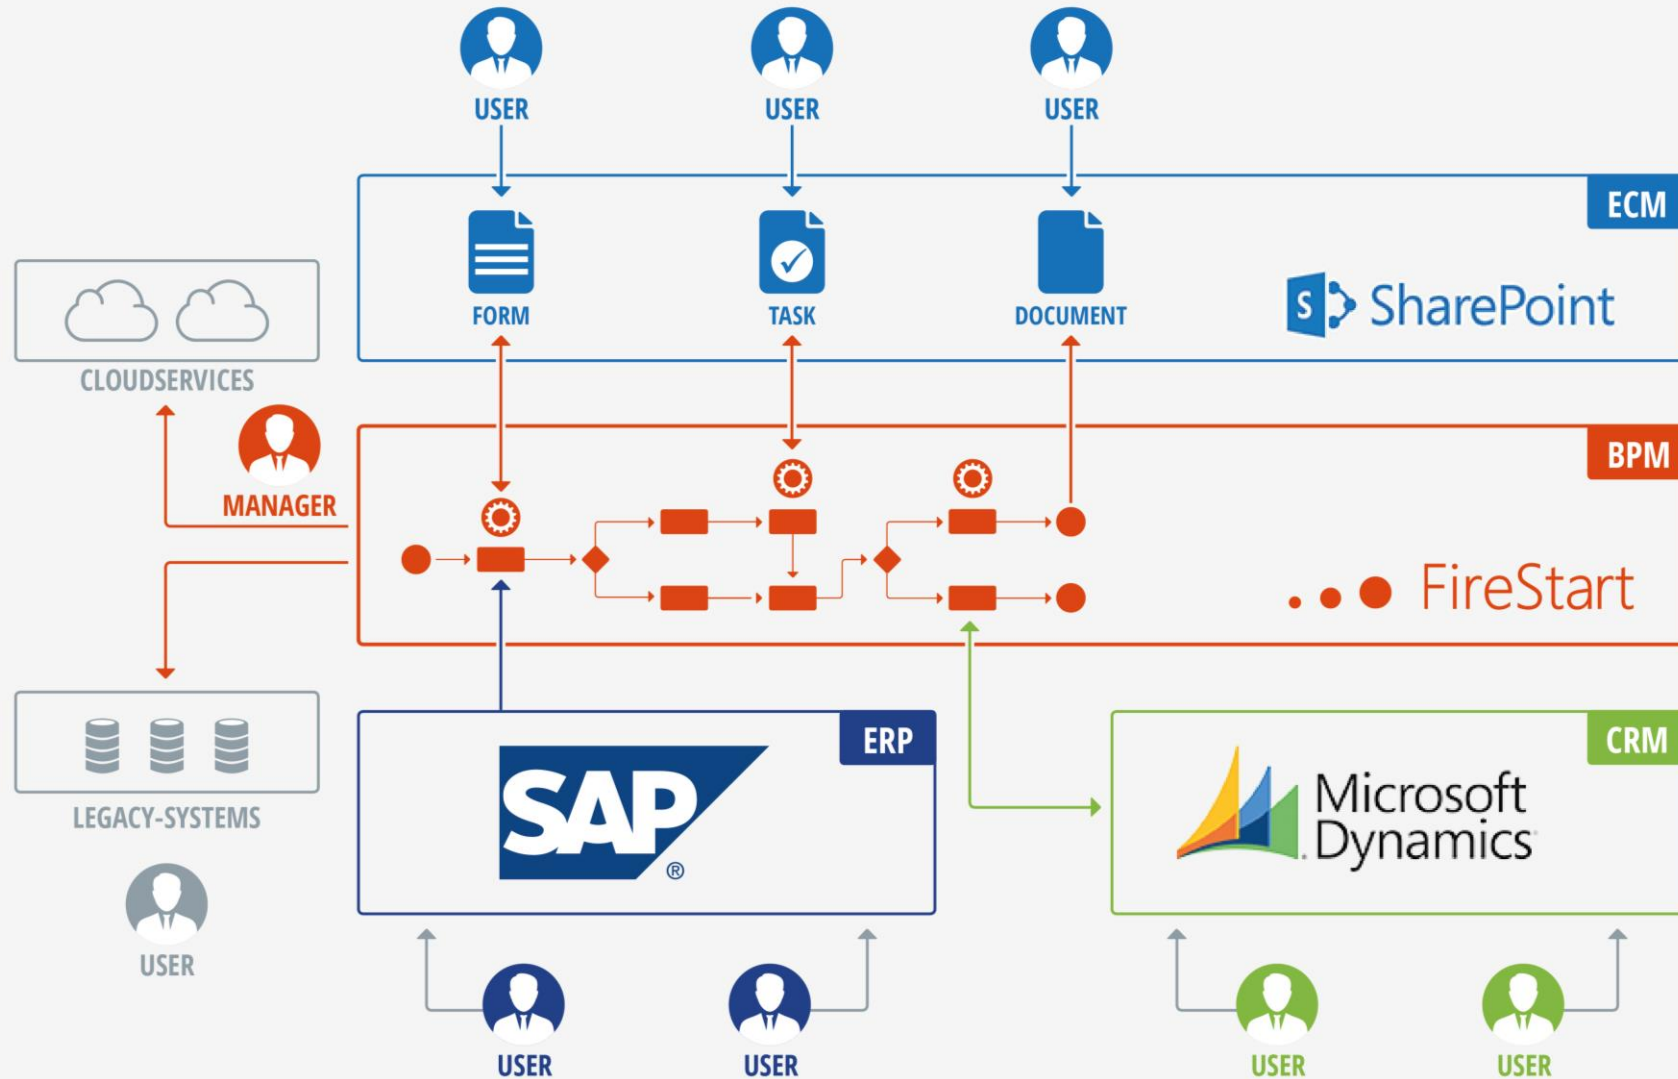 USER
USER
USER
ECM
FORM
TASK
DOCUMENT
S SharePoint
CLOUDSERVICES
MANAGER
BPM
FireStart
ERP
SAP
®
CRM
Microsoft
Dynamics
LEGACY-SYSTEMS
USER
USER
USER
USER
USER